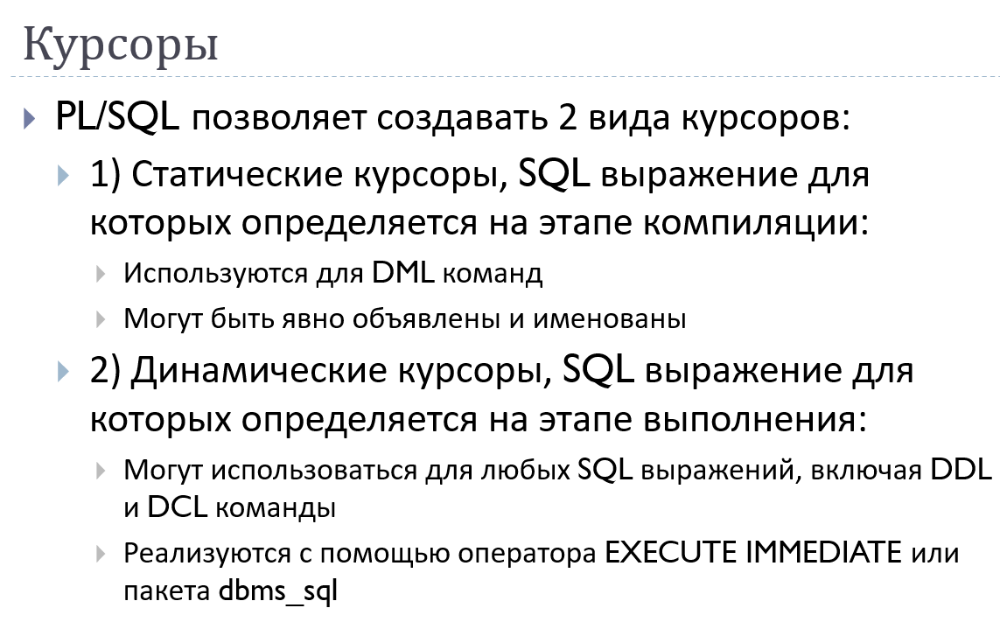 Курсоры
PL/SQL позволяет создавать 2 вида курсоров:
1) Статические курсоры, SQL выражение для
которых определяется на этапе компиляции:
Используются для DML команд
Могут быть явно объявлены и именованы
2) Динамические курсоры, SQL выражение для
которых определяется на этапе выполнения:
Могут использоваться для любых SQL выражений, включая DDL
и DCL команды
Реализуются с помощью оператора EXECUTE IMMEDIATE или
пакета dbms_sql